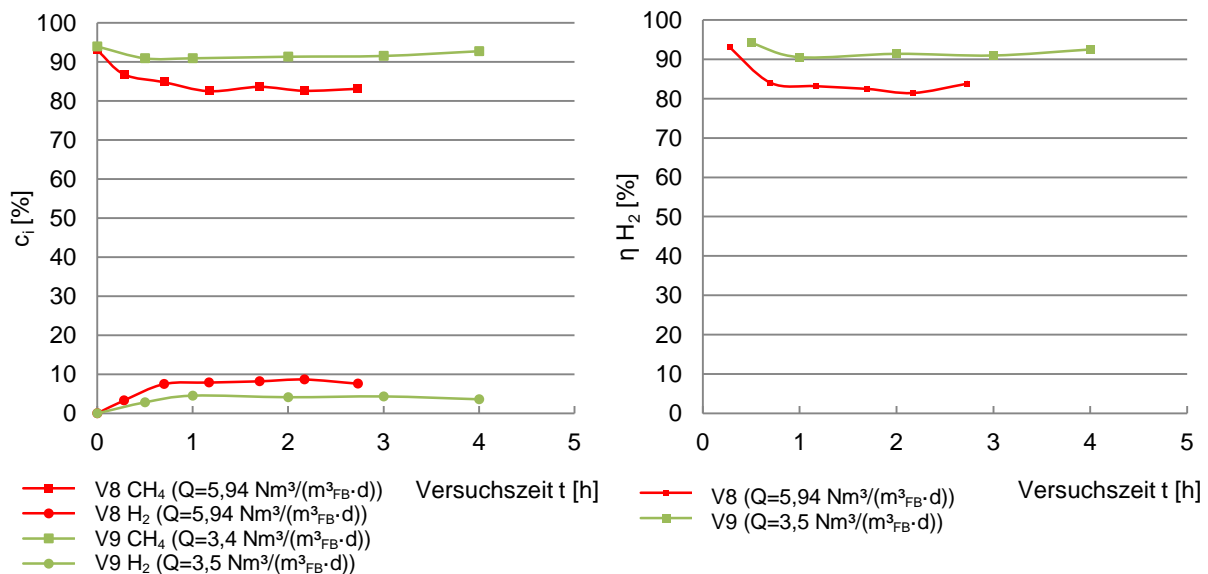 100
90
80
70
60
50
40
30
20
10
0
cᵢ [%]
0 1 2 3 4 5
Versuchszeit t [h]
V8 CH₄ (Q=5,94 Nm³/(m³FB·d))
V8 H₂ (Q=5,94 Nm³/(m³FB·d))
V9 CH₄ (Q=3,4 Nm³/(m³FB·d))
V9 H₂ (Q=3,5 Nm³/(m³FB·d))
100
90
80
70
60
50
40
30
20
10
0
η H₂ [%]
0 1 2 3 4 5
Versuchszeit t [h]
V8 (Q=5,94 Nm³/(m³FB·d))
V9 (Q=3,5 Nm³/(m³FB·d))